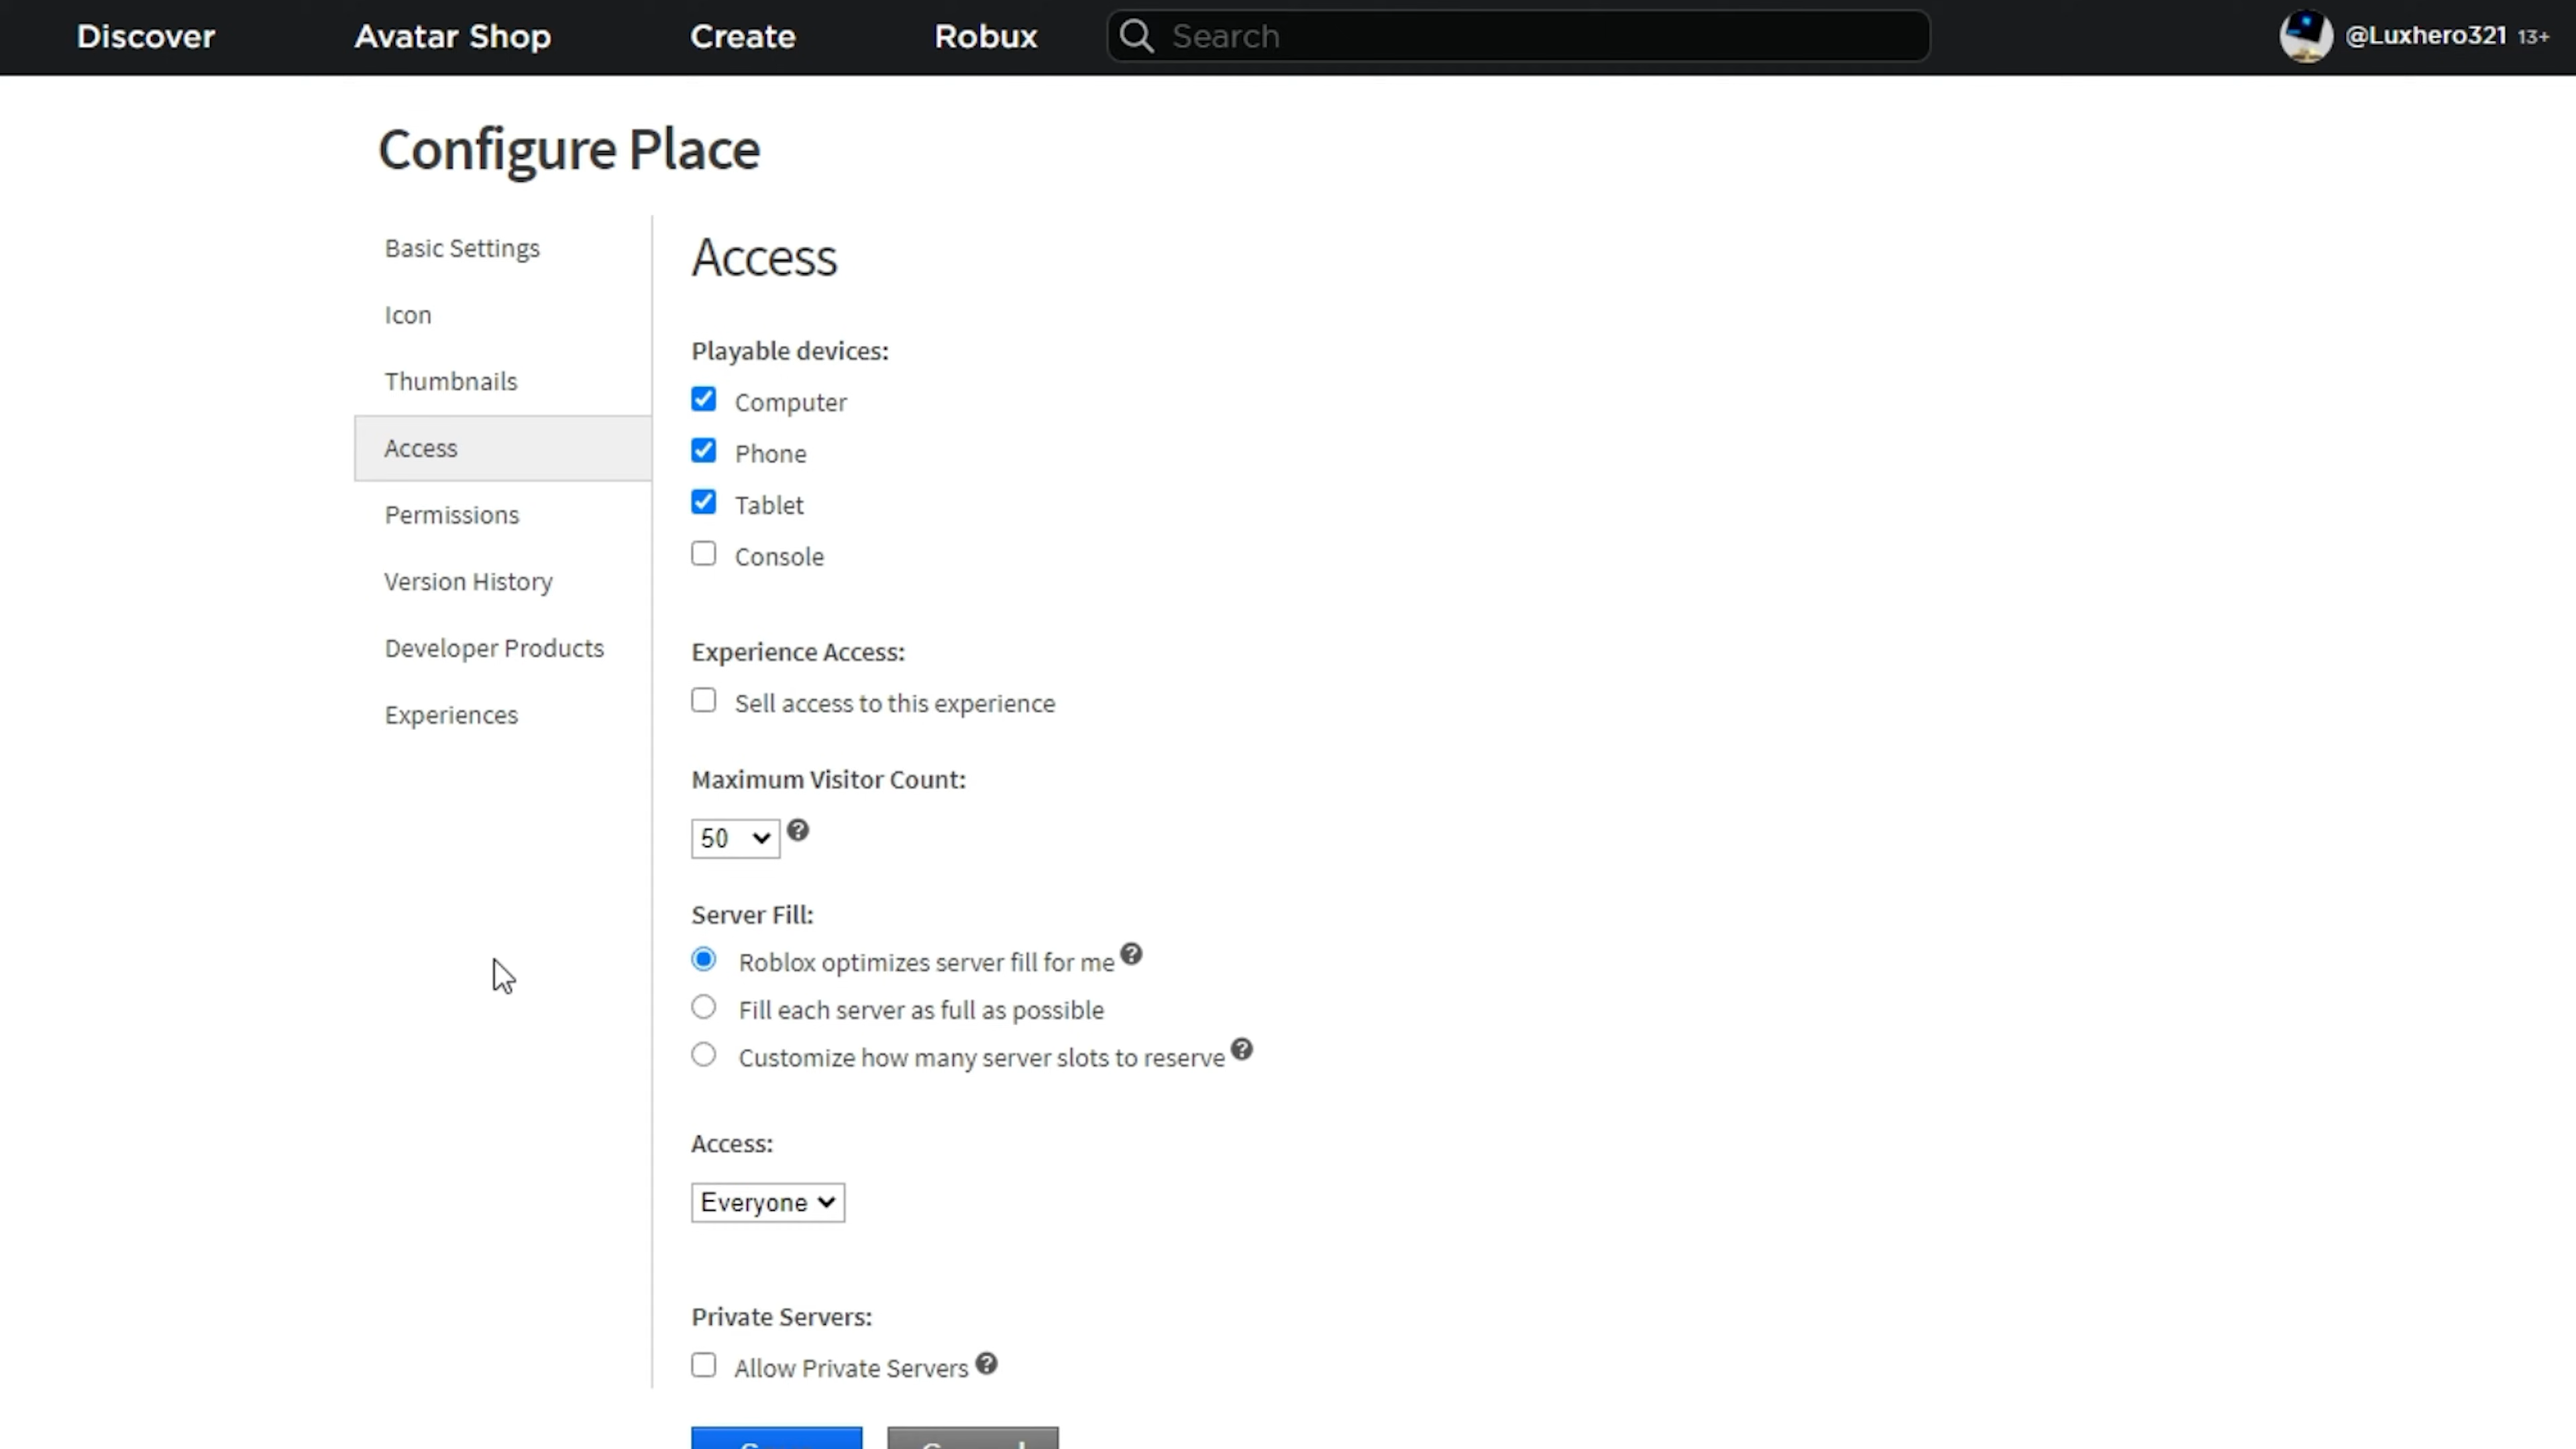 Discover Avatar Shop Create Robux Search @Luxhero321 13+
Configure Place
Basic Settings
Icon
Thumbnails
Access
Permissions
Version History
Developer Products
Experiences
Access
Playable devices:
Computer
Phone
Tablet
Console
Experience Access:
Sell access to this experience
Maximum Visitor Count:
50
Server Fill:
Roblox optimizes server fill for me
Fill each server as full as possible
Customize how many server slots to reserve
Access:
Everyone
Private Servers:
Allow Private Servers